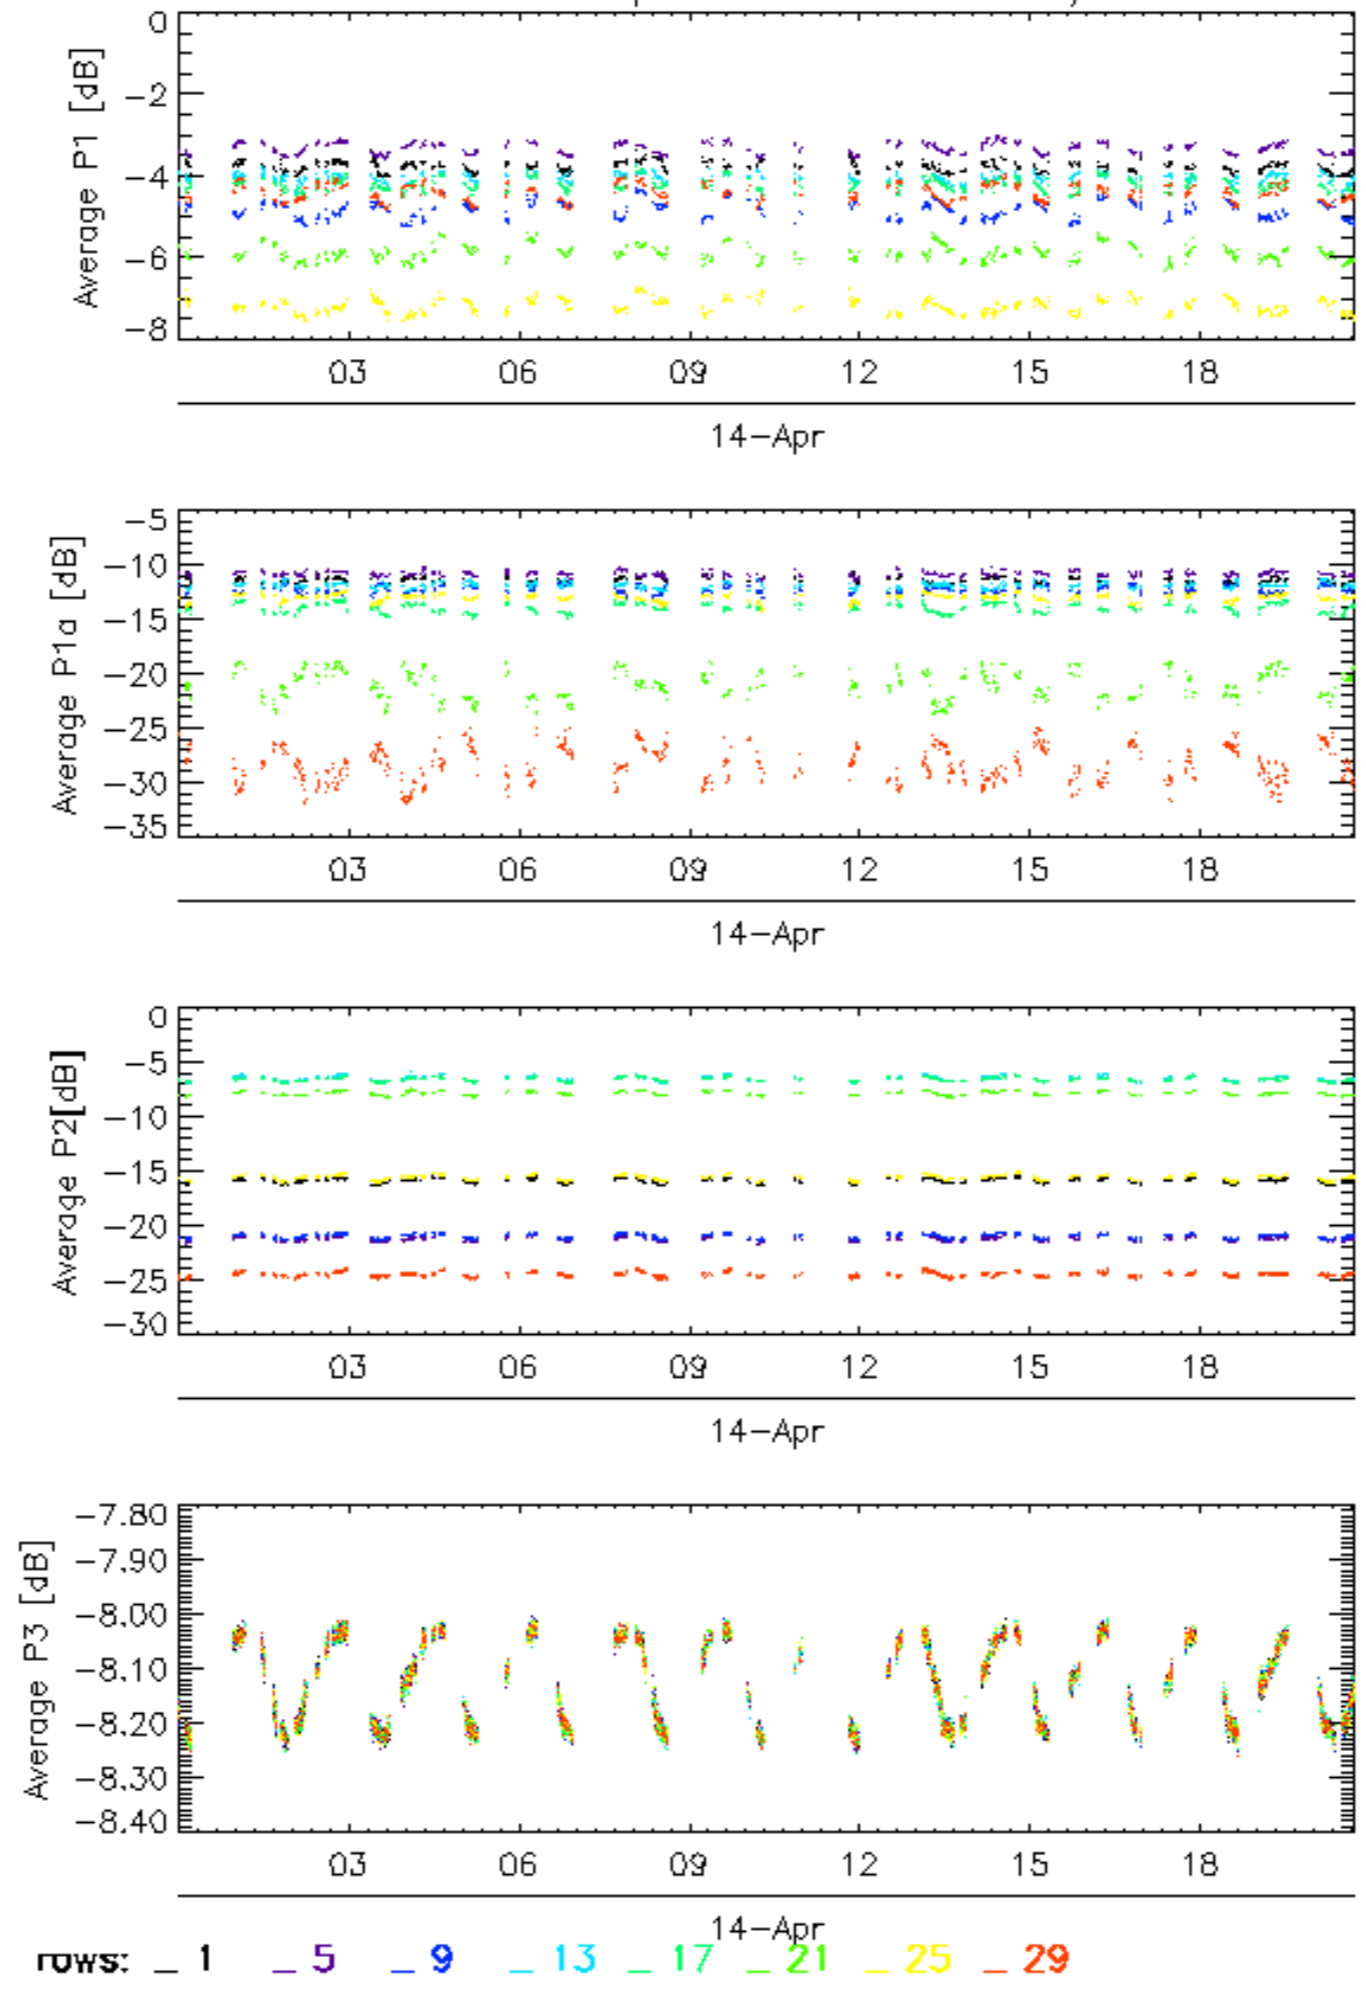 0
-2
-4
-6
-8
Average P1 [dB]
03 06 09 12 15 18
14-Apr
-5
-10
-15
-20
-25
-30
-35
Average P1a [dB]
03 06 09 12 15 18
14-Apr
0
-5
-10
-15
-20
-25
-30
Average P2[dB]
03 06 09 12 15 18
14-Apr
-7.80
-7.90
-8.00
-8.10
-8.20
-8.30
-8.40
Average P3 [dB]
03 06 09 12 15 18
14-Apr
rows: _ 1 _ 5 _ 9 _ 13 _ 17 _ 21 _ 25 _ 29